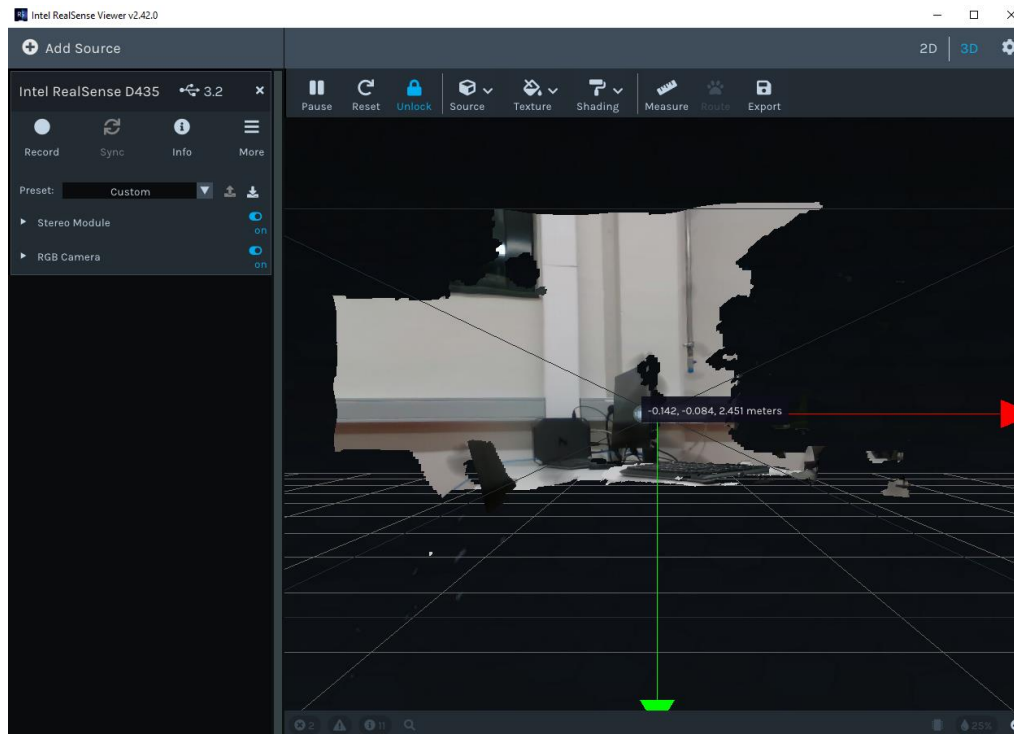 Intel RealSense Viewer v2.42.0
Add Source
2D 3D
Intel RealSense D435 3.2
Pause Reset Unlock Source Texture Shading Measure Route Export
Record Sync Info More
Preset: Custom
Stereo Module
on
RGB Camera
on
-0.142, -0.084, 2.451 meters
2 11 25%